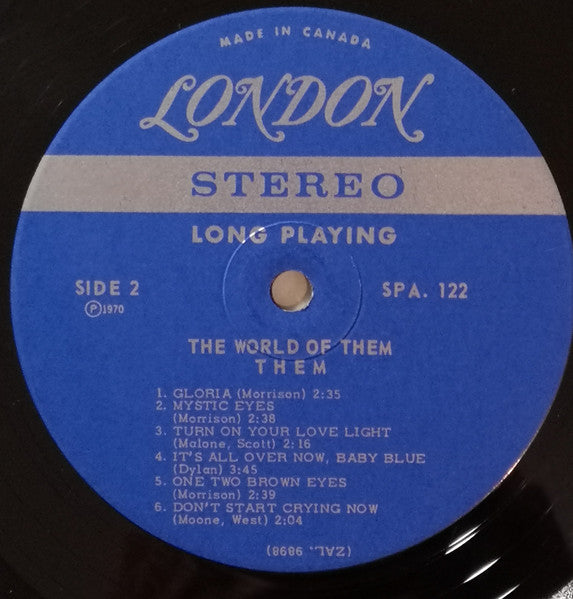 MADE IN CANADA
LONDON
STEREO
LONG PLAYING
SIDE 2
SPA. 122
℗1970
THE WORLD OF THEM
THEM
1. GLORIA (Morrison) 2:35
2. MYSTIC EYES
(Morrison) 2:38
3. TURN ON YOUR LOVE LIGHT
(Malone, Scott) 2:16
4. IT'S ALL OVER NOW, BABY BLUE
(Dylan) 3:45
5. ONE TWO BROWN EYES
(Morrison) 2:39
6. DON'T START CRYING NOW
(Moone, West) 2:04
(ZAL. 9698)